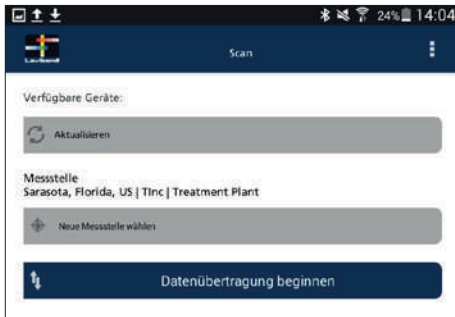 24% 14:04
Lovibond
Scan
Verfügbare Geräte:
Aktualisieren
Messstelle
Sarasota, Florida, US | TInc | Treatment Plant
Neue Messstelle wählen
Datenübertragung beginnen